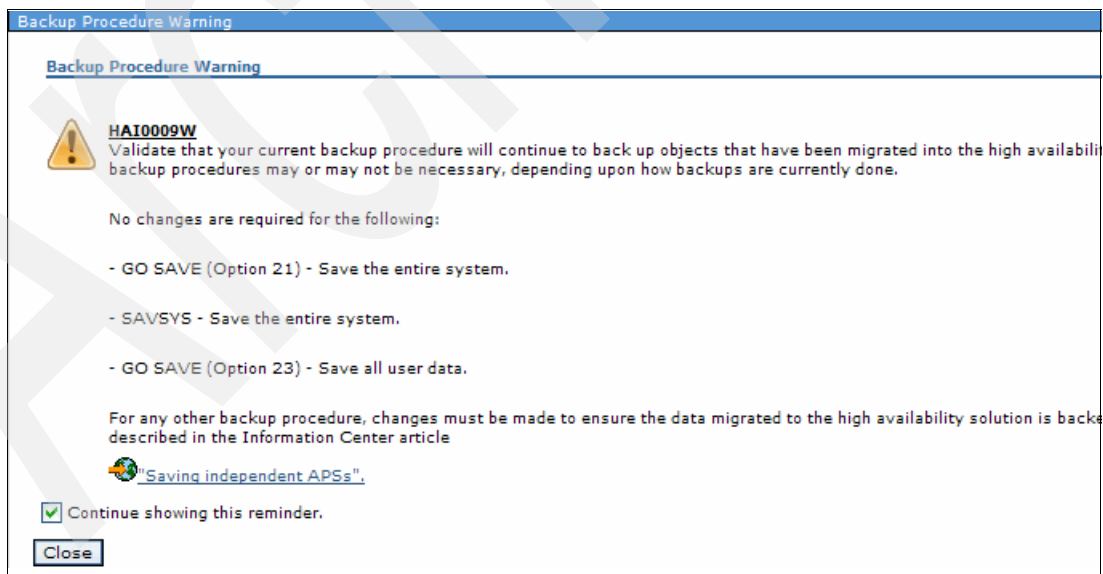 Backup Procedure Warning
Backup Procedure Warning
HAI0009W
Validate that your current backup procedure will continue to back up objects that have been migrated into the high
backup procedures may or may not be necessary, depending upon how backups are currently done.
No changes are required for the following:
- GO SAVE (Option 21) - Save the entire system.
- SAVSYS - Save the entire system.
- GO SAVE (Option 23) - Save all user data.
For any other backup procedure, changes must be made to ensure the data migrated to the high availability solution is
described in the Information Center article
"Saving independent APSs".
Continue showing this reminder.
Close